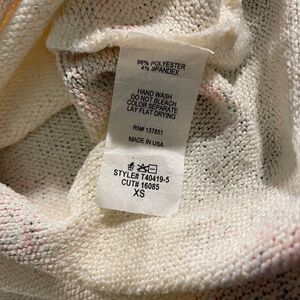 96% POLYESTER
4% SPANDEX
HAND WASH
DO NOT BLEACH
COLOR SEPARATE
LAY FLAT DRYING
RN# 137851
MADE IN USA
STYLE# T40419-5
CUT# 16085
XS